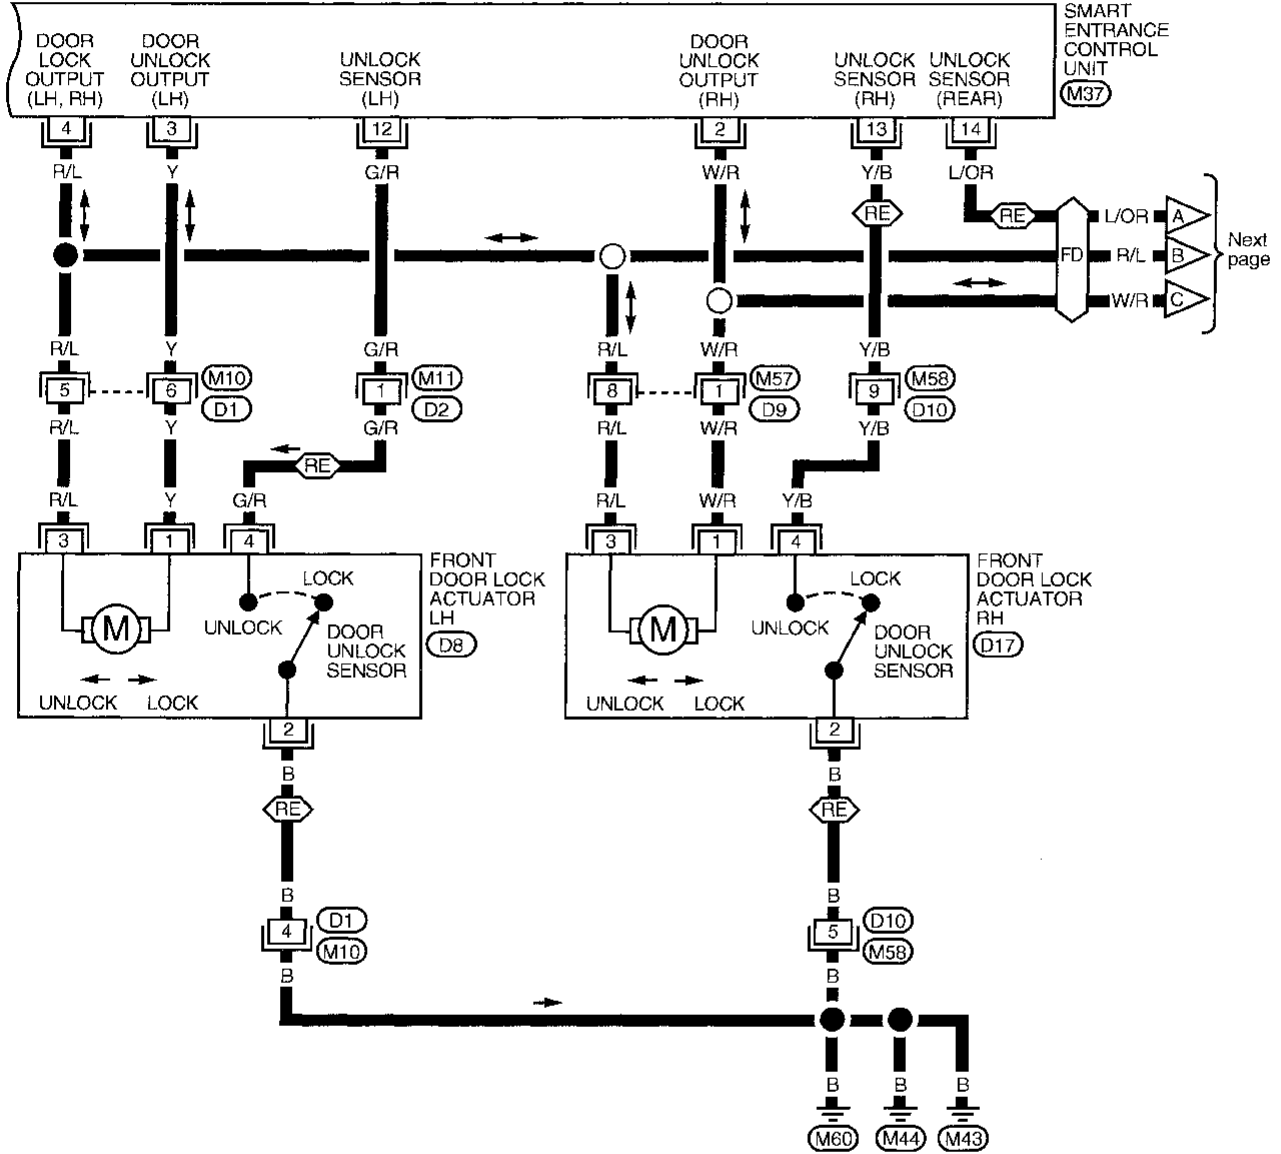 SMART
ENTRANCE
CONTROL
UNIT
M37
DOOR
LOCK
OUTPUT
(LH, RH)
DOOR
UNLOCK
OUTPUT
(LH)
UNLOCK
SENSOR
(LH)
DOOR
UNLOCK
OUTPUT
(RH)
UNLOCK
SENSOR
(RH)
UNLOCK
SENSOR
(REAR)
4 3 12 2 13 14
R/L Y G/R W/R Y/B L/OR
RE RE L/OR A
FD R/L B
W/R C
Next
page
R/L Y G/R R/L W/R Y/B
5 6 M10 1 M11 8 1 M57 9 M58
D1 D2 D9 D10
R/L Y G/R R/L W/R Y/B
RE
R/L Y G/R R/L W/R Y/B
3 1 4 3 1 4
FRONT
DOOR LOCK
ACTUATOR
LH
D8
LOCK
UNLOCK
M
DOOR
UNLOCK
SENSOR
UNLOCK LOCK
FRONT
DOOR LOCK
ACTUATOR
RH
D17
LOCK
UNLOCK
M
DOOR
UNLOCK
SENSOR
UNLOCK LOCK
2 2
B B
RE RE
B B
4 D1 5 D10
M10 M58
B B
B B B
M60 M44 M43